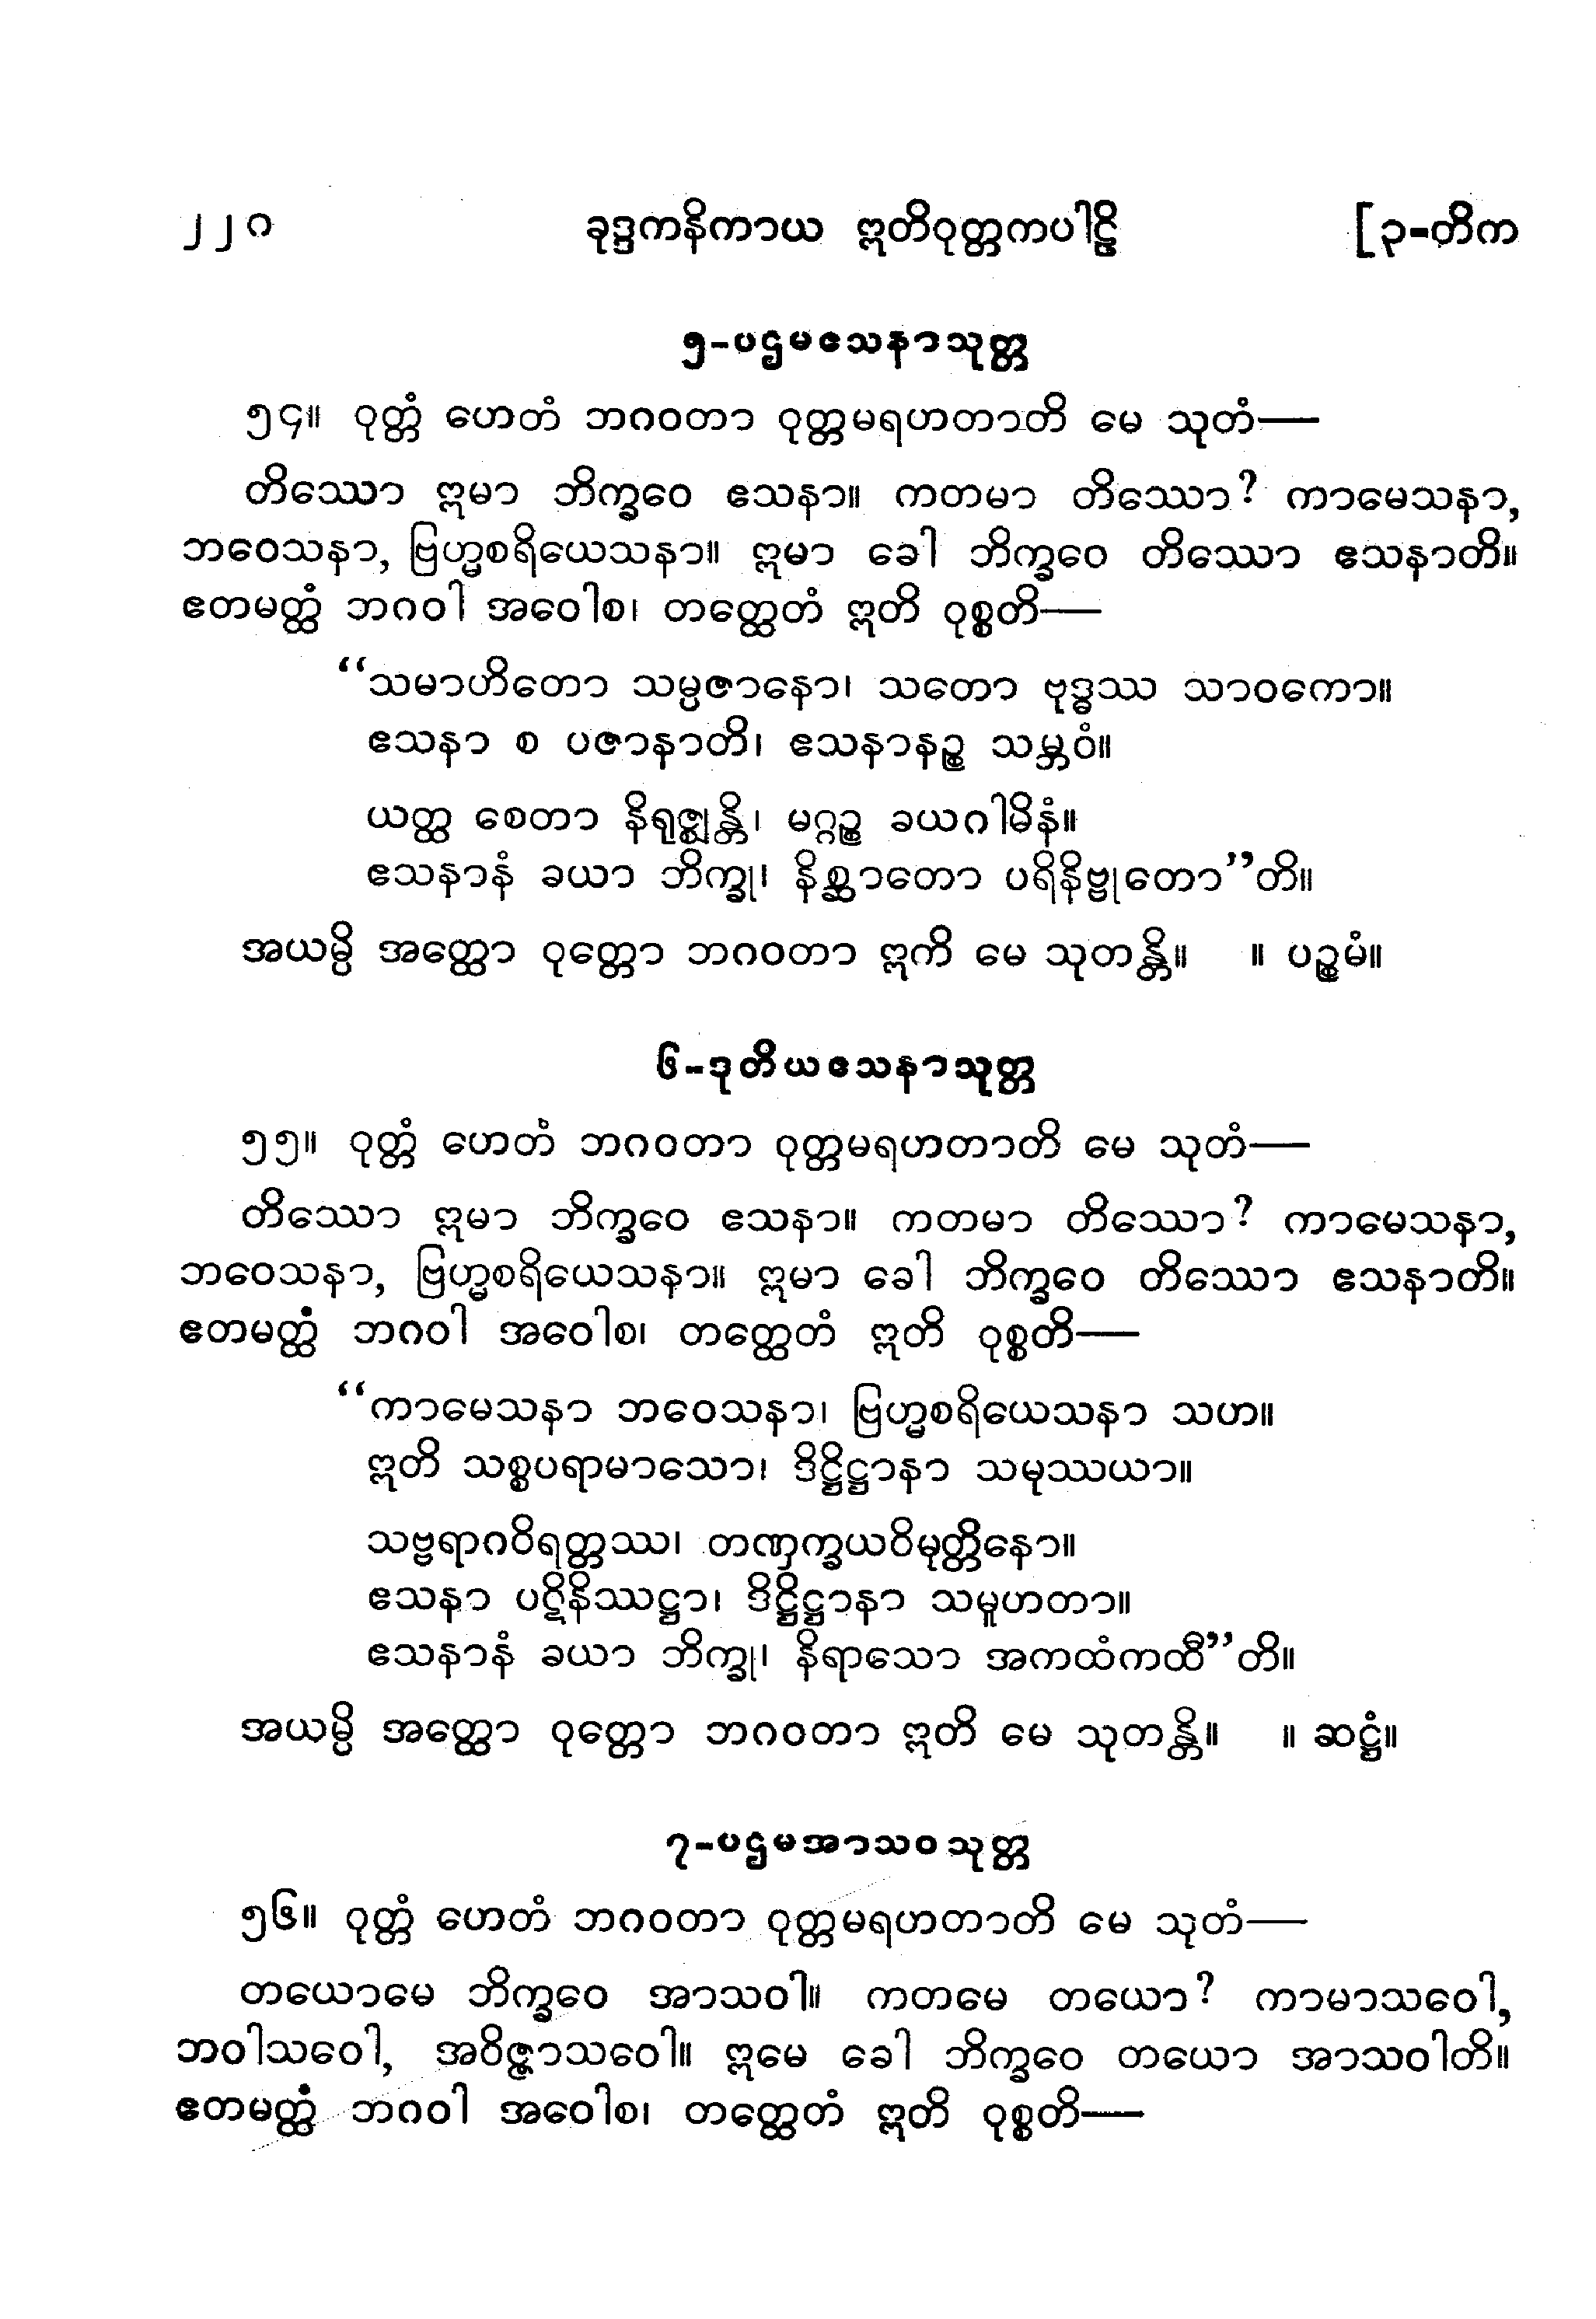 ၂၂၀ ခုဒ္ဒကနိကာယ ဣတိဝုတ္တကပါဠိ [၃-တိက
၅-ပဌမဧသနာသုတ္တ
၅၄။ ဝုတ္တံ ဟေတံ ဘဂဝတာ ဝုတ္တမရဟတာတိ မေ သုတံ—
တိဿော ဣမာ ဘိက္ခဝေ ဧသနာ။ ကတမာ တိဿော? ကာမေသနာ,
ဘဝေသနာ, ဗြဟ္မစရိယေသနာ။ ဣမာ ခေါ ဘိက္ခဝေ တိဿော ဧသနာတိ။
ဧတမတ္ထံ ဘဂဝါ အဝေါစ၊ တတ္ထေတံ ဣတိ ဝုစ္စတိ—
“သမာဟိတော သမ္ပဇာနော၊ သတော ဗုဒ္ဓဿ သာဝကော။
ဧသနာ စ ပဇာနာတိ၊ ဧသနာနဉ္စ သမ္ဘဝံ။
ယတ္ထ စေတာ နိရုဇ္ဈန္တိ၊ မဂ္ဂဉ္စ ခယဂါမိနံ။
ဧသနာနံ ခယာ ဘိက္ခု၊ နိစ္ဆာတော ပရိနိဗ္ဗုတော”တိ။
အယမ္ပိ အတ္ထော ဝုတ္တော ဘဂဝတာ ဣကိ မေ သုတန္တိ။ ။ ပဉ္စမံ။
၆-ဒုတိယဧသနာသုတ္တ
၅၅။ ဝုတ္တံ ဟေတံ ဘဂဝတာ ဝုတ္တမရဟတာတိ မေ သုတံ—
တိဿော ဣမာ ဘိက္ခဝေ ဧသနာ။ ကတမာ တိဿော? ကာမေသနာ,
ဘဝေသနာ, ဗြဟ္မစရိယေသနာ။ ဣမာ ခေါ ဘိက္ခဝေ တိဿော ဧသနာတိ။
ဧတမတ္ထံ ဘဂဝါ အဝေါစ၊ တတ္ထေတံ ဣတိ ဝုစ္စတိ—
“ကာမေသနာ ဘဝေသနာ၊ ဗြဟ္မစရိယေသနာ သဟ။
ဣတိ သစ္စပရာမာသော၊ ဒိဋ္ဌိဋ္ဌာနာ သမုဿယာ။
သဗ္ဗရာဂဝိရတ္တဿ၊ တဏှက္ခယဝိမုတ္တိနော။
ဧသနာ ပဋိနိဿဋ္ဌာ၊ ဒိဋ္ဌိဋ္ဌာနာ သမူဟတာ။
ဧသနာနံ ခယာ ဘိက္ခု၊ နိရာသော အကထံကထီ”တိ။
အယမ္ပိ အတ္ထော ဝုတ္တော ဘဂဝတာ ဣတိ မေ သုတန္တိ။ ။ ဆဋ္ဌံ။
၇-ပဌမအာသဝသုတ္တ
၅၆။ ဝုတ္တံ ဟေတံ ဘဂဝတာ ဝုတ္တမရဟတာတိ မေ သုတံ—
တယောမေ ဘိက္ခဝေ အာသဝါ။ ကတမေ တယော? ကာမာသဝေါ,
ဘဝါသဝေါ, အဝိဇ္ဇာသဝေါ။ ဣမေ ခေါ ဘိက္ခဝေ တယော အာသဝါတိ။
ဧတမတ္ထံ ဘဂဝါ အဝေါစ၊ တတ္ထေတံ ဣတိ ဝုစ္စတိ—